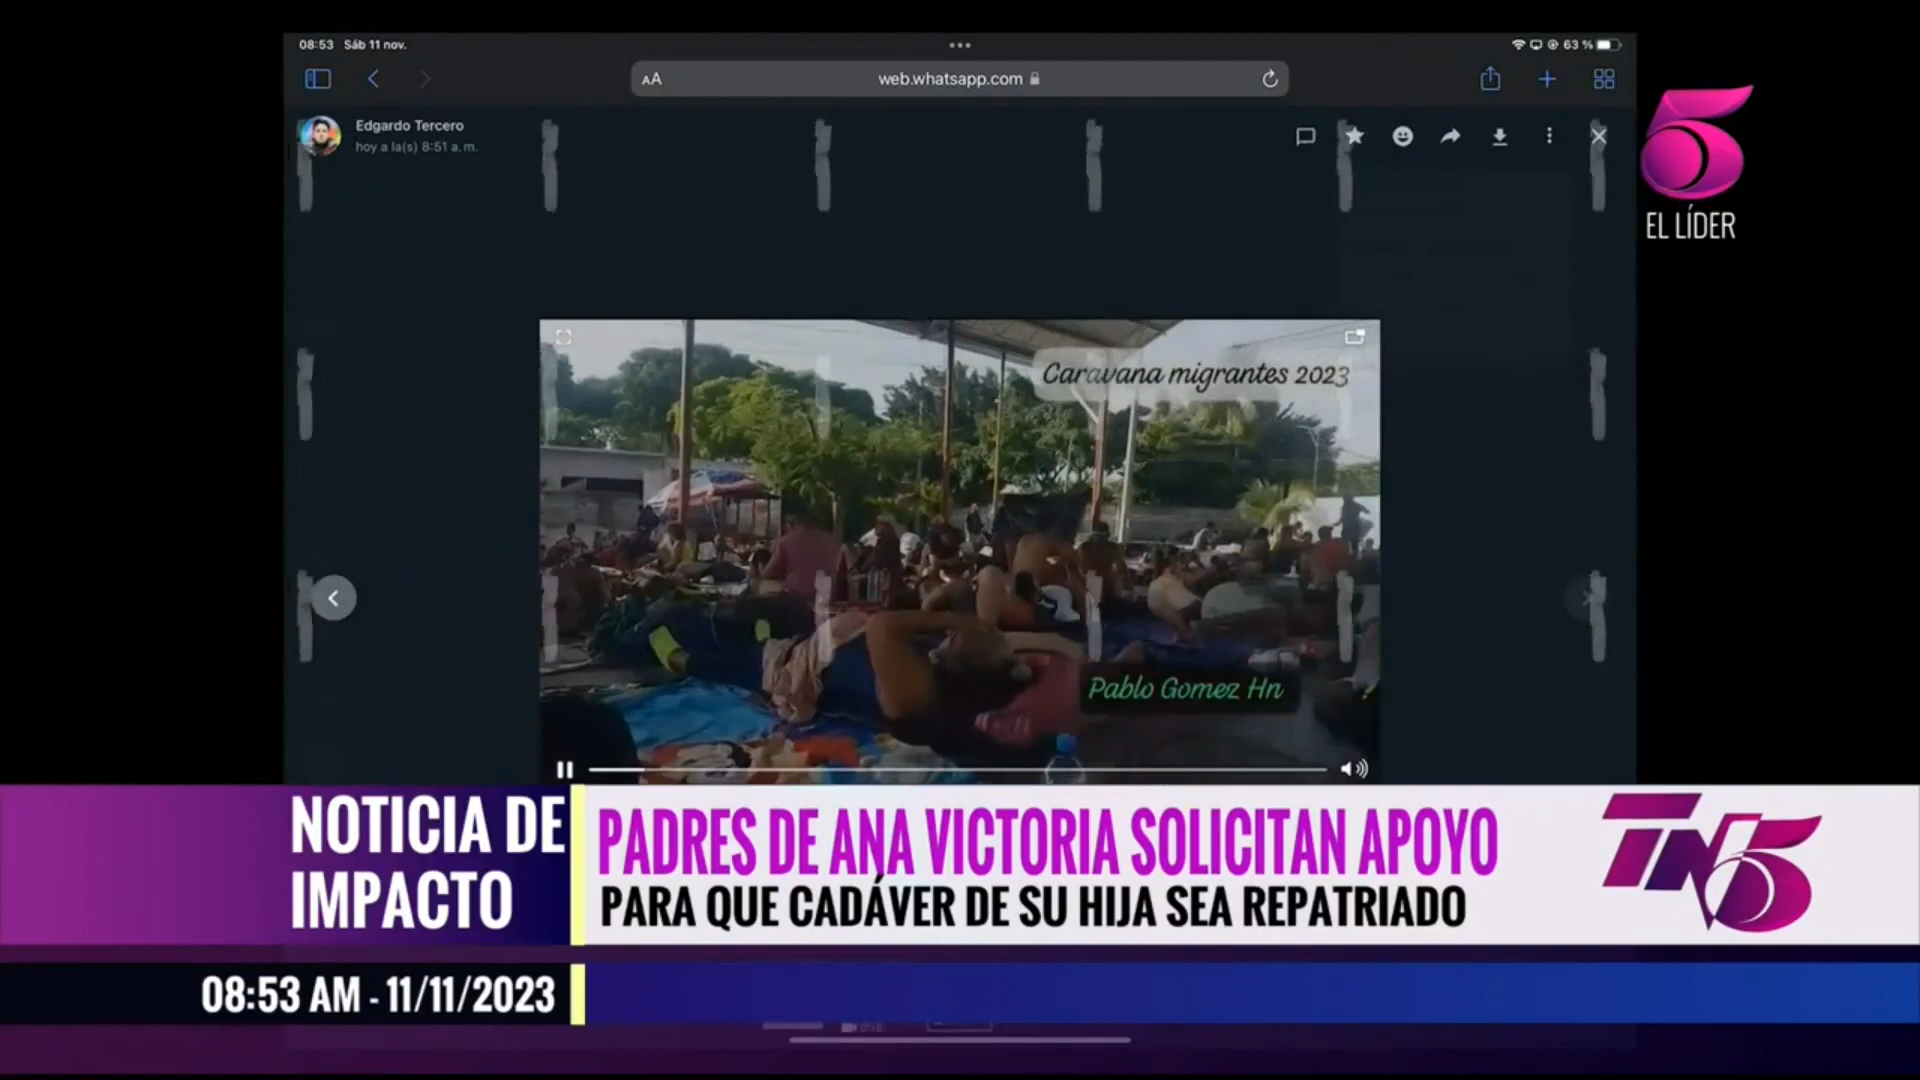 08:53 Sáb 11 nov.
63 %
AA
web.whatsapp.com
Edgardo Tercero
hoy a la(s) 8:51 a. m.
5
EL LÍDER
Caravana migrantes 2023
Pablo Gomez Hn
NOTICIA DE
IMPACTO
PADRES DE ANA VICTORIA SOLICITAN APOYO
PARA QUE CADÁVER DE SU HIJA SEA REPATRIADO
TN5
08:53 AM - 11/11/2023